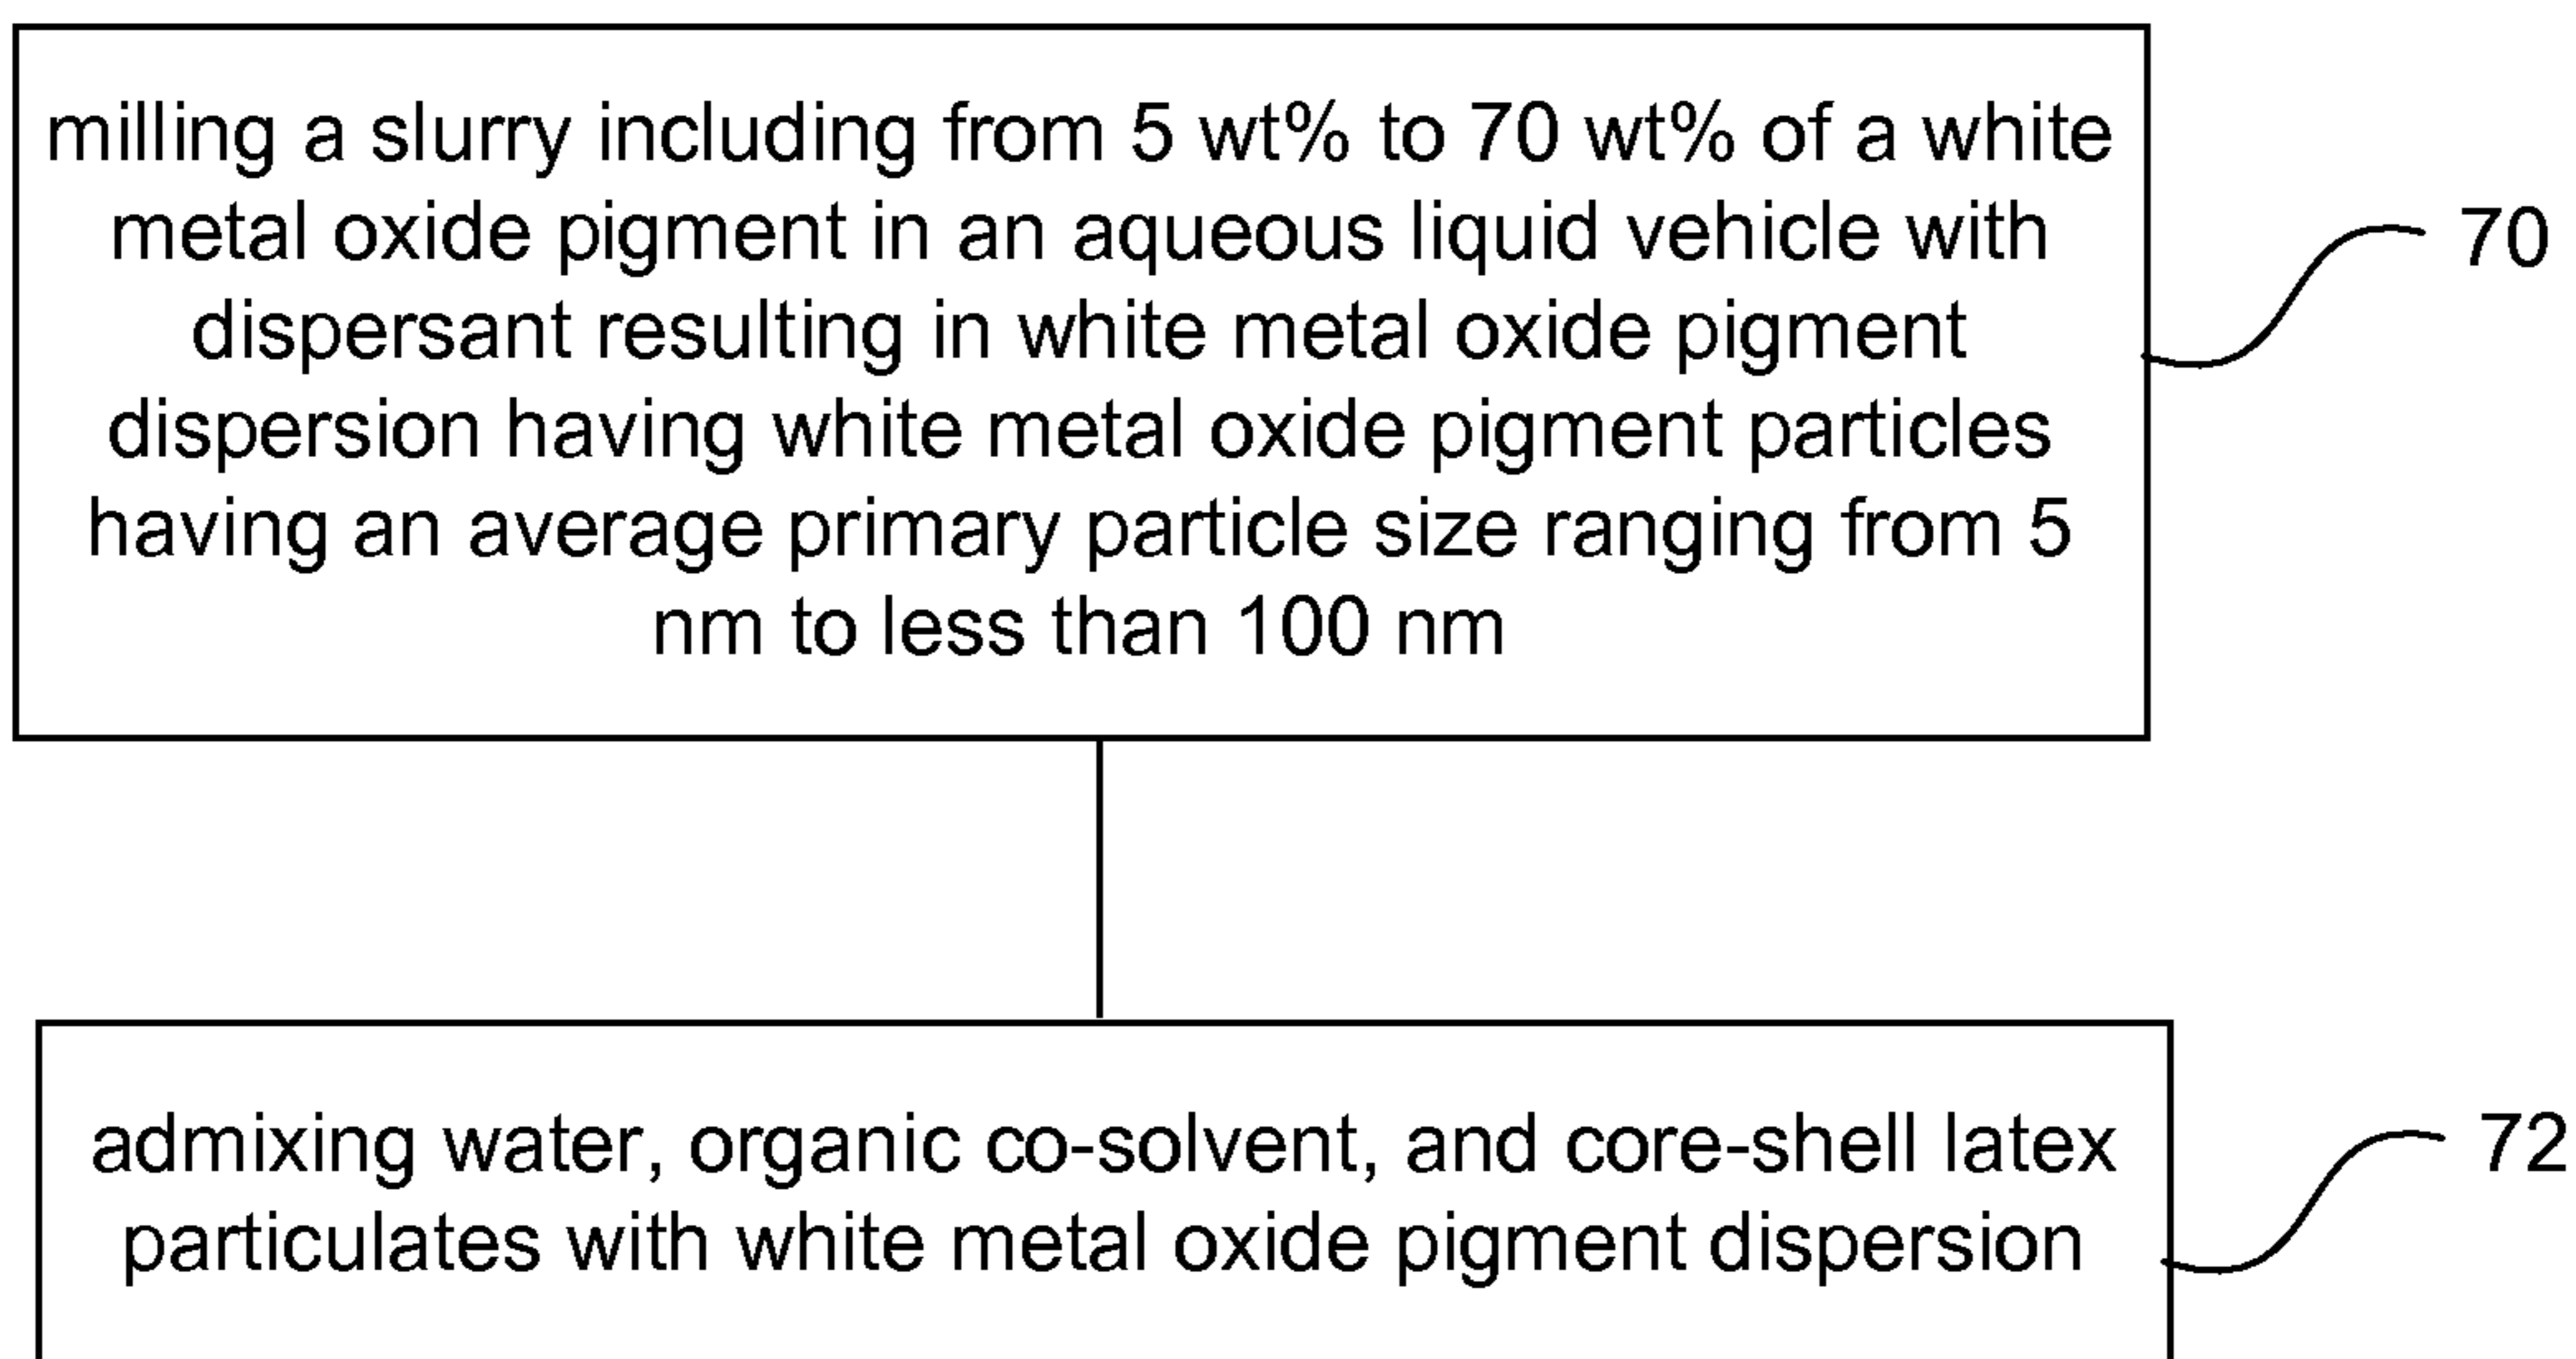 milling a slurry including from 5 wt% to 70 wt% of a white
metal oxide pigment in an aqueous liquid vehicle with
dispersant resulting in white metal oxide pigment
dispersion having white metal oxide pigment particles
having an average primary particle size ranging from 5
nm to less than 100 nm
70
admixing water, organic co-solvent, and core-shell latex
particulates with white metal oxide pigment dispersion
72